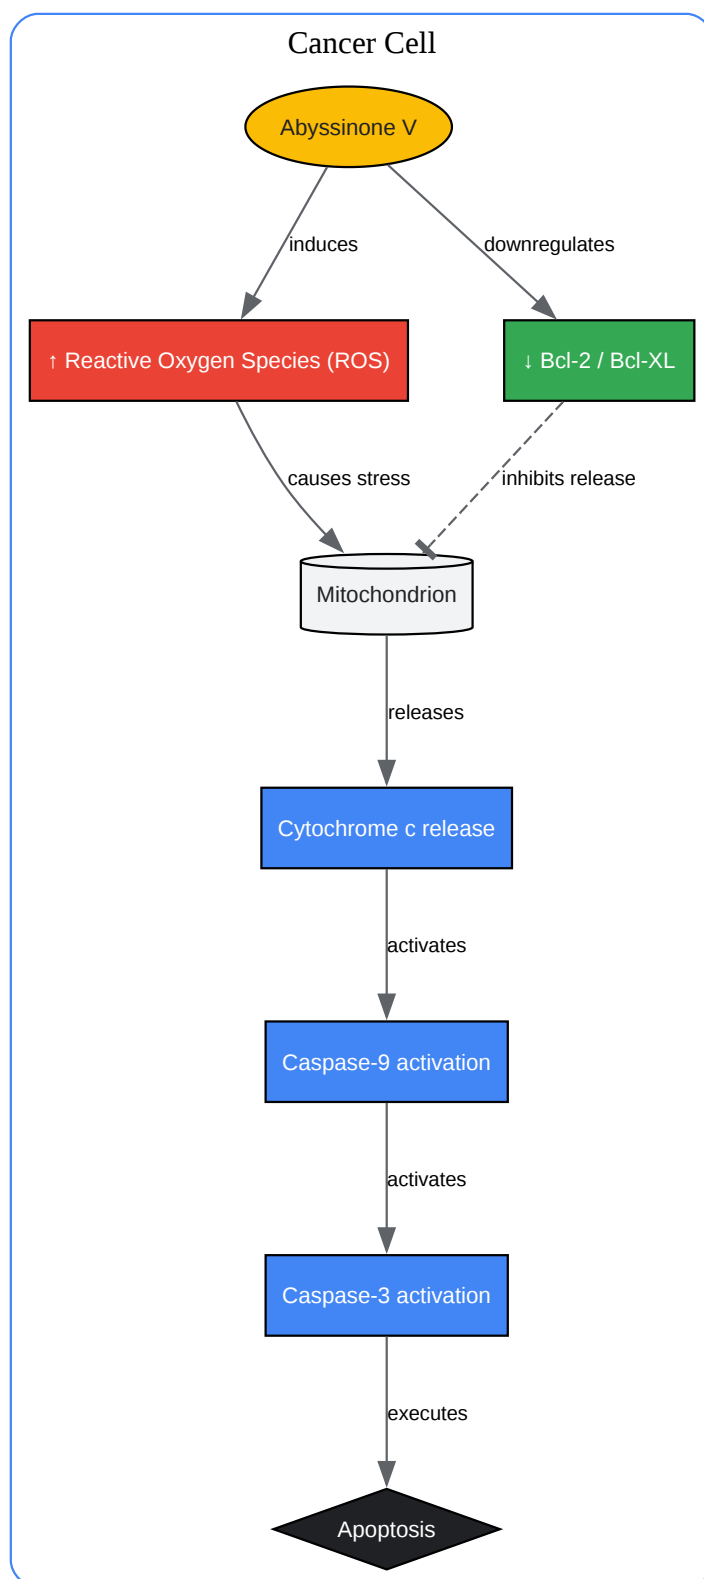 Cancer Cell
Abyssinone V
induces
downregulates
↑ Reactive Oxygen Species (ROS)
↓ Bcl-2 / Bcl-XL
causes stress
inhibits release
Mitochondrion
releases
Cytochrome c release
activates
Caspase-9 activation
activates
Caspase-3 activation
executes
Apoptosis